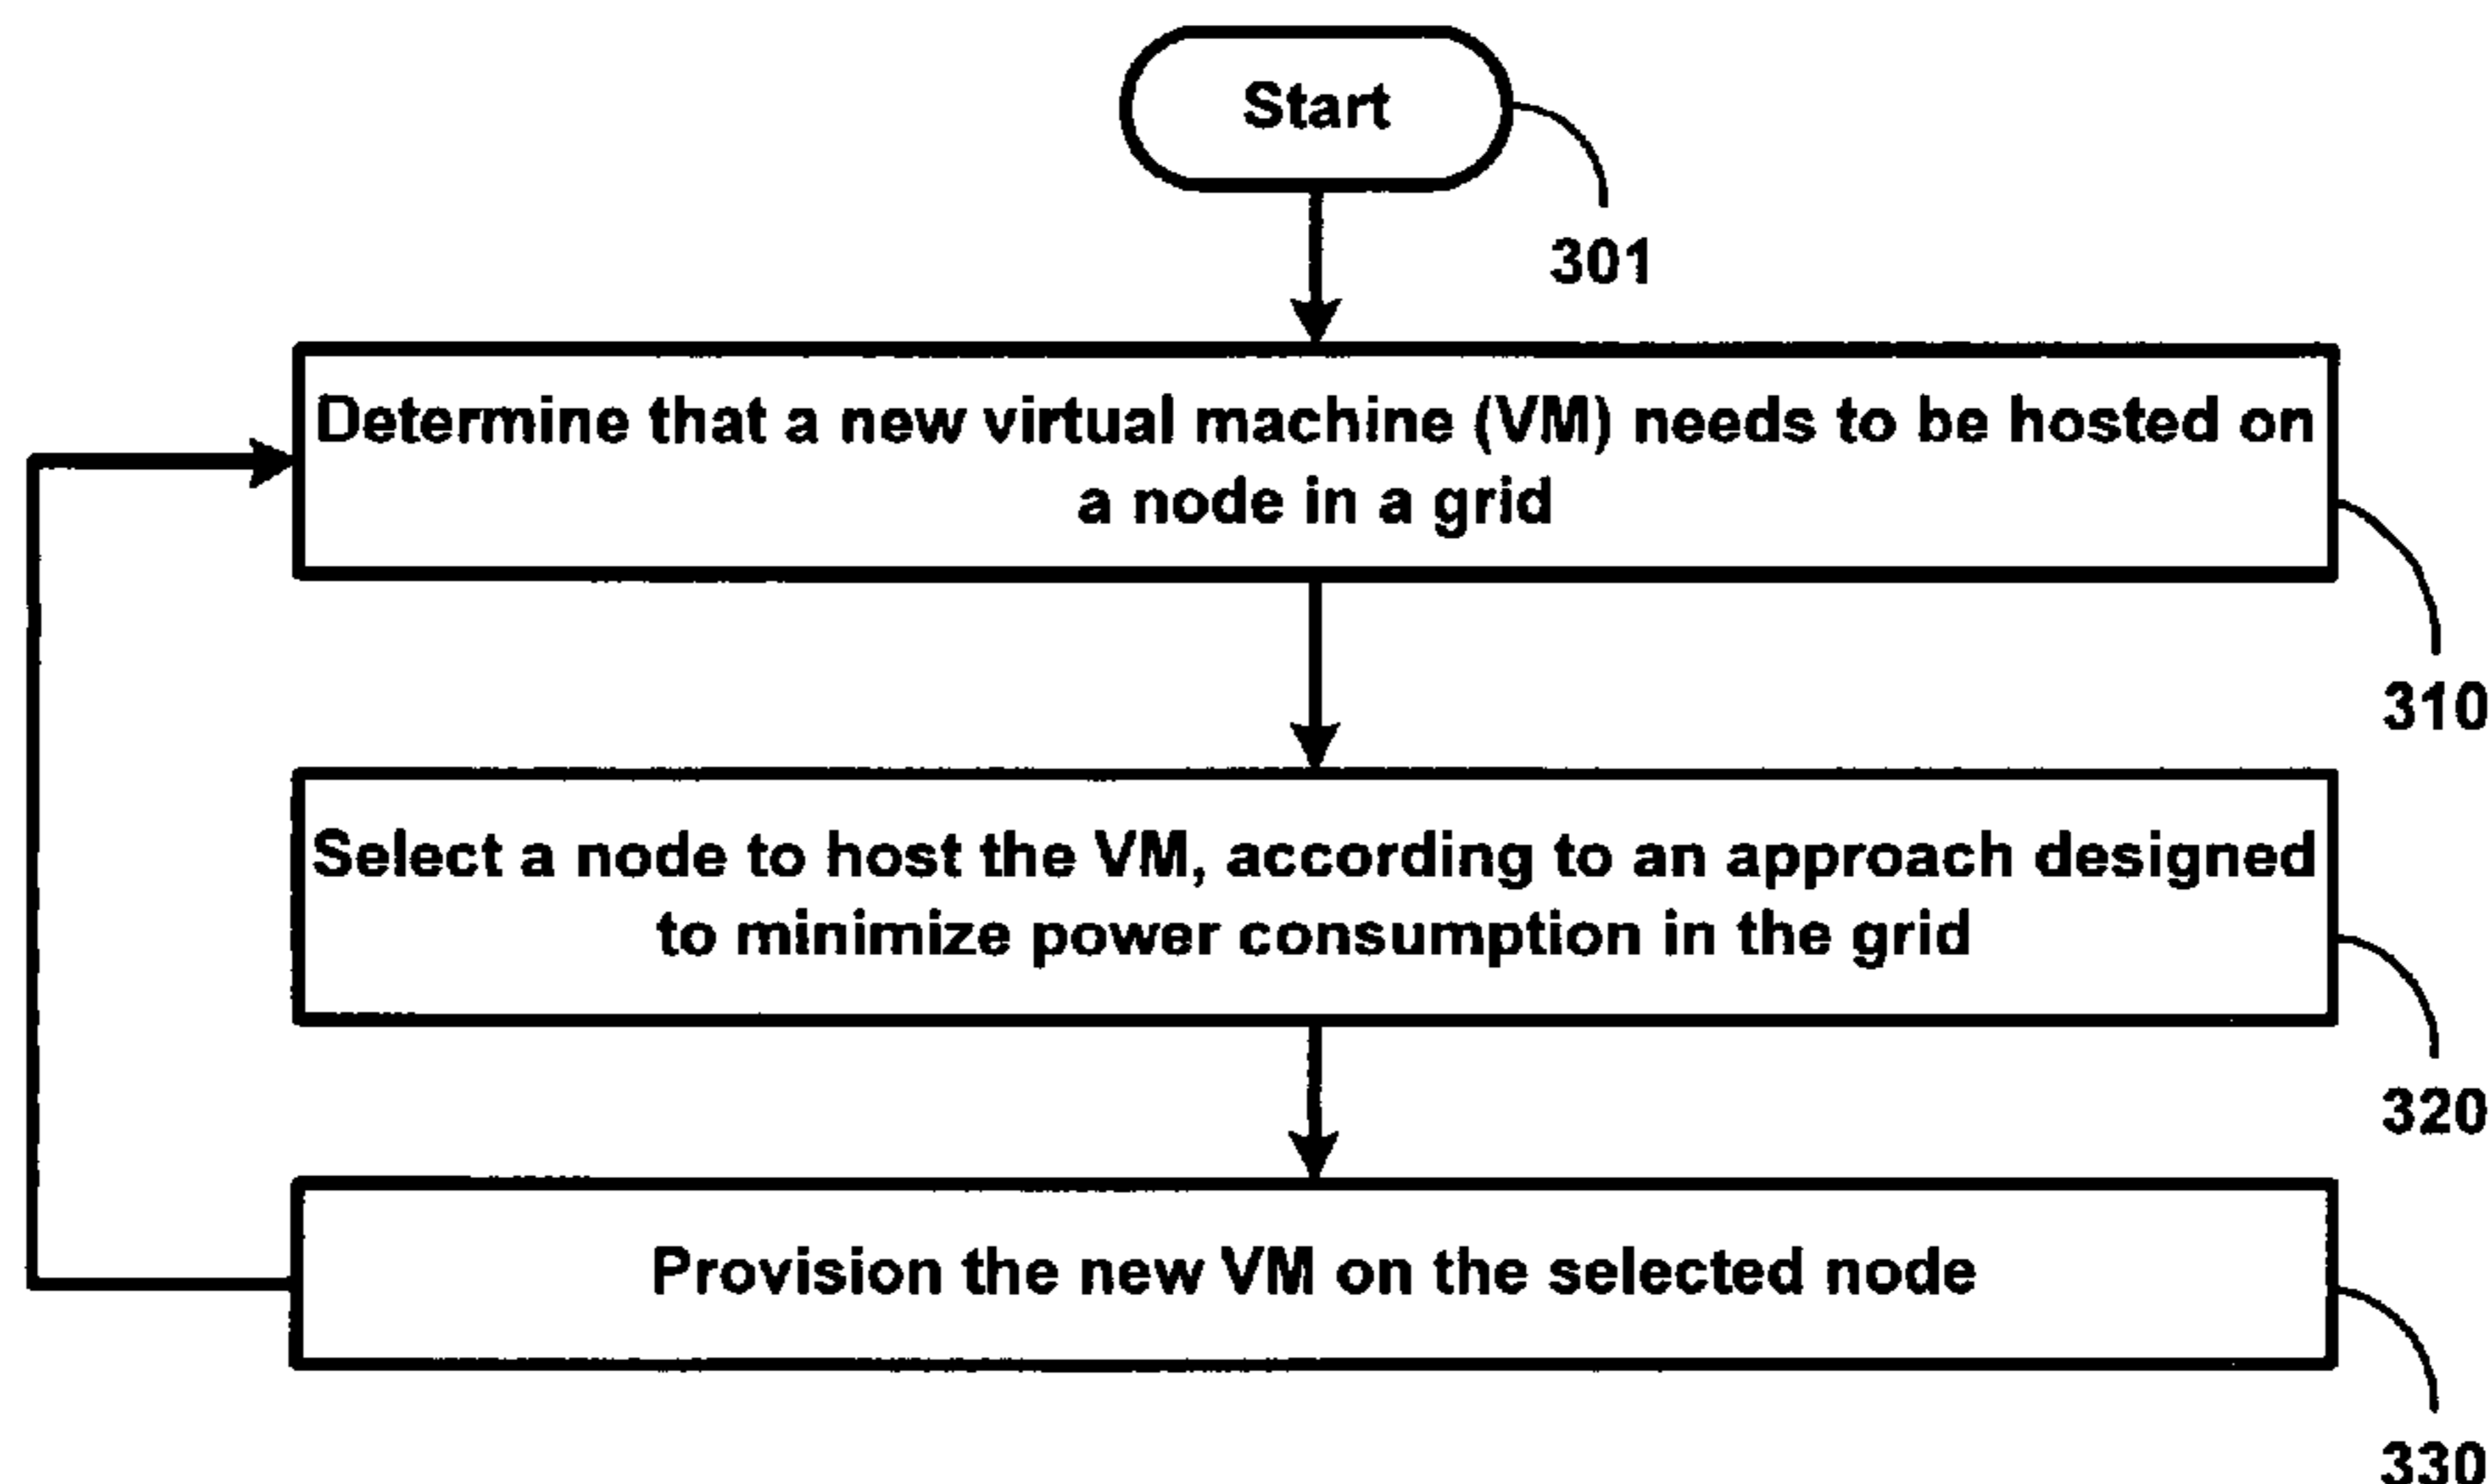 Start
301
Determine that a new virtual machine (VM) needs to be hosted on
a node in a grid
310
Select a node to host the VM, according to an approach designed
to minimize power consumption in the grid
320
Provision the new VM on the selected node
330